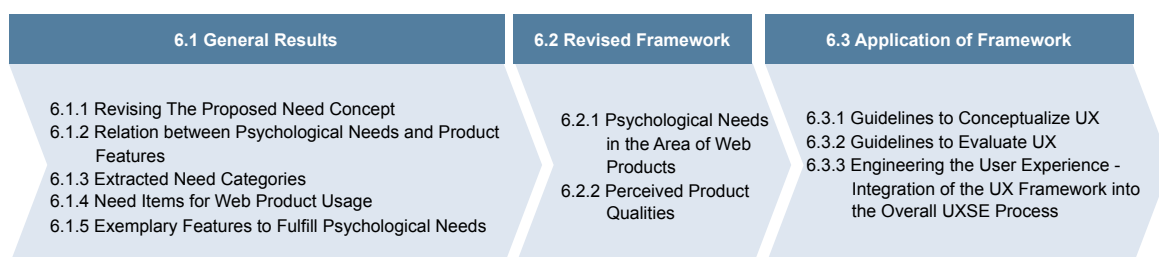 6.1 General Results
6.1.1 Revising The Proposed Need Concept
6.1.2 Relation between Psychological Needs and Product
Features
6.1.3 Extracted Need Categories
6.1.4 Need Items for Web Product Usage
6.1.5 Exemplary Features to Fulfill Psychological Needs
6.2 Revised Framework
6.2.1 Psychological Needs
in the Area of Web
Products
6.2.2 Perceived Product
Qualities
6.3 Application of Framework
6.3.1 Guidelines to Conceptualize UX
6.3.2 Guidelines to Evaluate UX
6.3.3 Engineering the User Experience -
Integration of the UX Framework into
the Overall UXSE Process